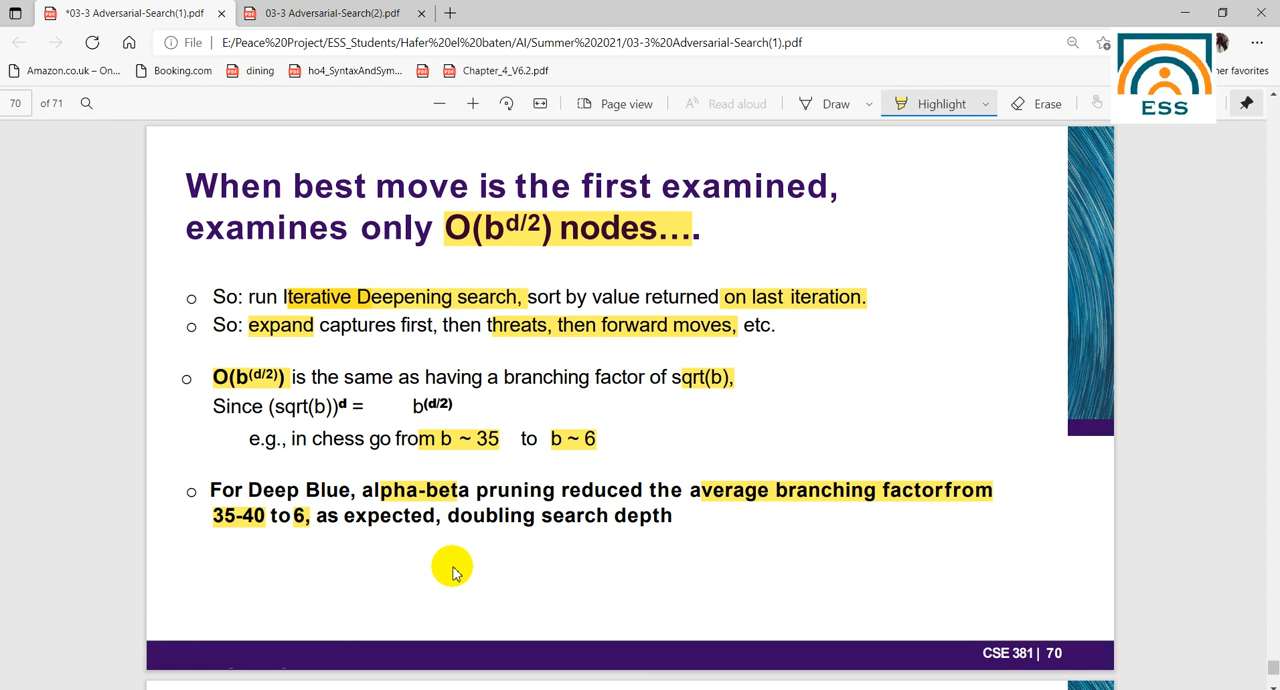 *03-3 Adversarial-Search(1).pdf
03-3 Adversarial-Search(2).pdf
File
E:/Peace%20Project/ESS_Students/Hafer%20el%20baten/AI/Summer%202021/03-3%20Adversarial-Search(1).pdf
Amazon.co.uk – On...
Booking.com
dining
ho4_SyntaxAndSym...
Chapter_4_V6.2.pdf
her favorites
70
of 71
Page view
Read aloud
Draw
Highlight
Erase
ESS
When best move is the first examined,
examines only O(b^d/2) nodes….
o So: run Iterative Deepening search, sort by value returned on last iteration.
o So: expand captures first, then threats, then forward moves, etc.
o O(b^(d/2)) is the same as having a branching factor of sqrt(b),
Since (sqrt(b))^d = b^(d/2)
e.g., in chess go from b ~ 35 to b ~ 6
o For Deep Blue, alpha-beta pruning reduced the average branching factorfrom
35-40 to 6, as expected, doubling search depth
CSE 381 | 70